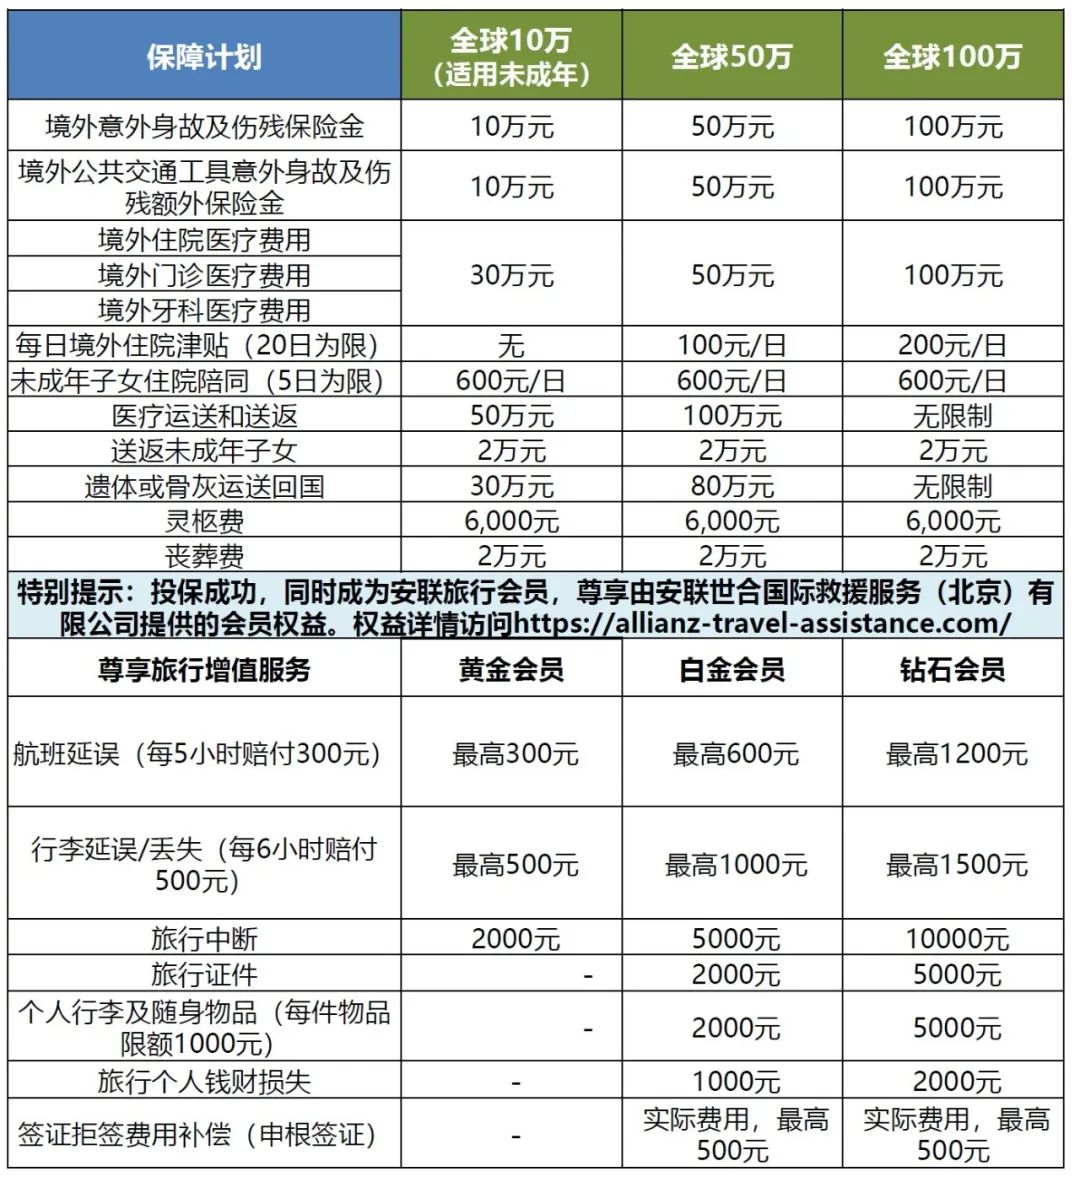 保障计划 全球10万 全球50万 全球100万
（适用未成年）
境外意外身故及伤残保险金 10万元 50万元 100万元
境外公共交通工具意外身故及伤
残额外保险金 10万元 50万元 100万元
境外住院医疗费用
境外门诊医疗费用 30万元 50万元 100万元
境外牙科医疗费用
每日境外住院津贴（20日为限） 无 100元/日 200元/日
未成年子女住院陪同（5日为限） 600元/日 600元/日 600元/日
医疗运送和送返 50万元 100万元 无限制
送返未成年子女 2万元 2万元 2万元
遗体或骨灰运送回国 30万元 80万元 无限制
灵柩费 6,000元 6,000元 6,000元
丧葬费 2万元 2万元 2万元
特别提示：投保成功，同时成为安联旅行会员，尊享由安联世合国际救援服务（北京）有
限公司提供的会员权益。权益详情访问https://allianz-travel-assistance.com/
尊享旅行增值服务 黄金会员 白金会员 钻石会员
航班延误（每5小时赔付300元） 最高300元 最高600元 最高1200元
行李延误/丢失（每6小时赔付
500元） 最高500元 最高1000元 最高1500元
旅行中断 2000元 5000元 10000元
旅行证件 - 2000元 5000元
个人行李及随身物品（每件物品
限额1000元） - 2000元 5000元
旅行个人钱财损失 - 1000元 2000元
签证拒签费用补偿（申根签证） - 实际费用，最高 实际费用，最高
500元 500元